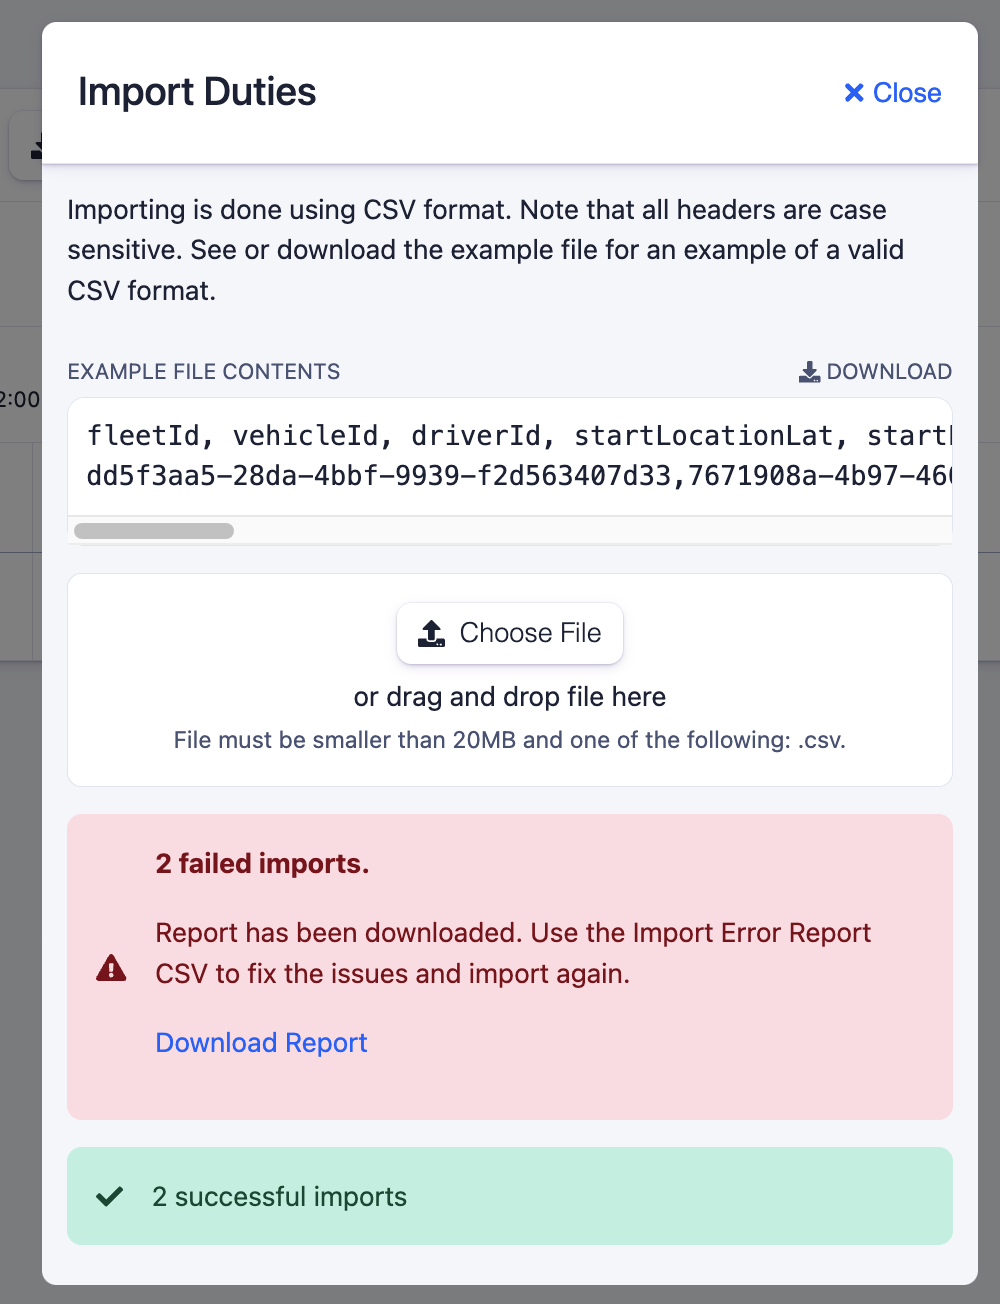 Import Duties
Close
Importing is done using CSV format. Note that all headers are case
sensitive. See or download the example file for an example of a valid
CSV format.
EXAMPLE FILE CONTENTS
DOWNLOAD
2:00
fleetId, vehicleId, driverId, startLocationLat,
dd5f3aa5-28da-4bbf-9939-f2d563407d33,7671908a-4b97-
Choose File
or drag and drop file here
File must be smaller than 20MB and one of the following: .csv.
2 failed imports.
Report has been downloaded. Use the Import Error Report
CSV to fix the issues and import again.
Download Report
2 successful imports